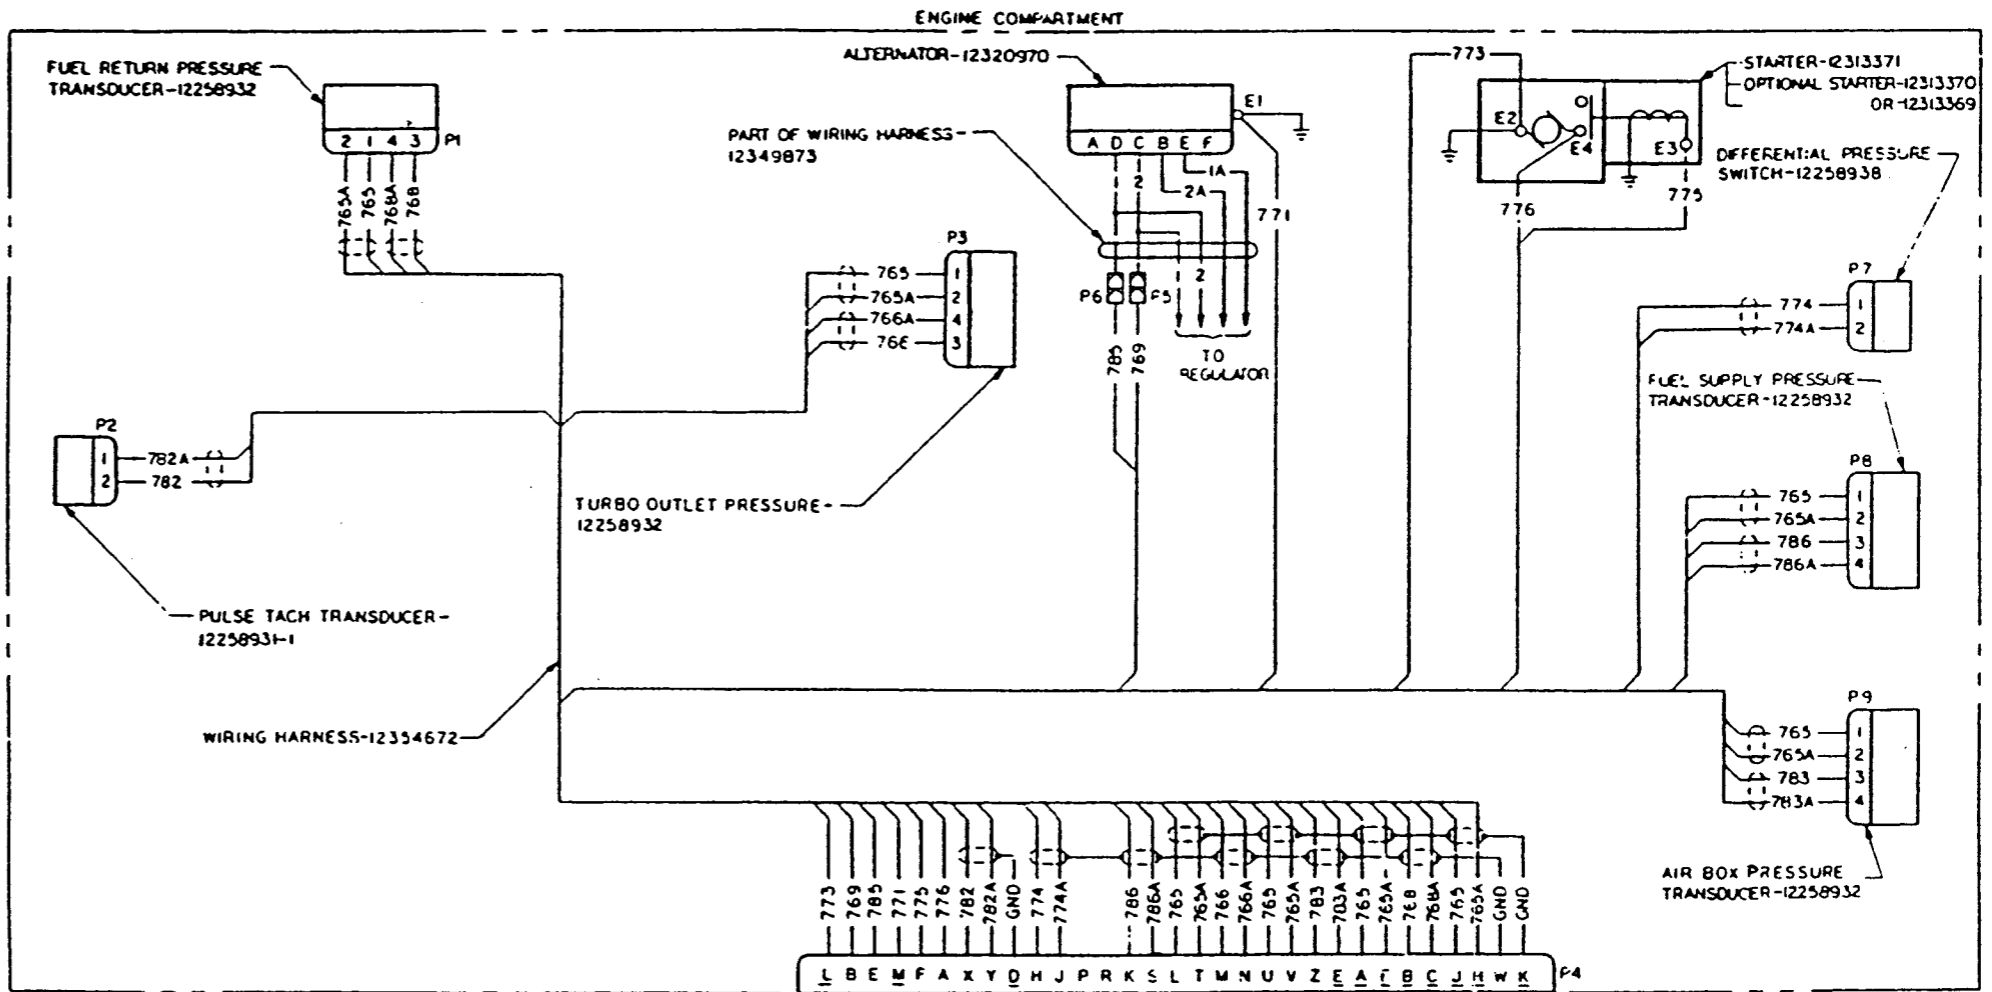 ENGINE COMPARTMENT
FUEL RETURN PRESSURE
TRANSDUCER-12258932
2 1 4 3 P1
765A 765 768A 768
ALTERNATOR-12320970
E1
PART OF WIRING HARNESS-
12349873
A D C B E F
1A
2
2A
771
773
STARTER-12313371
OPTIONAL STARTER-12313370
OR-12313369
E2
E4
E3
776
775
DIFFERENTIAL PRESSURE
SWITCH-12258938
P3
765 1
765A 2
766A 4
766 3
2
P6
785 769
TO
REGULATOR
P7
774 1
774A 2
FUEL SUPPLY PRESSURE
TRANSDUCER-12258932
P2
1 782A
2 782
TURBO OUTLET PRESSURE-
12258932
P8
765 1
765A 2
786 3
786A 4
PULSE TACH TRANSDUCER-
12258931-1
WIRING HARNESS-12354672
P9
765 1
765A 2
783 3
783A 4
AIR BOX PRESSURE
TRANSDUCER-12258932
773 769 785 771 775 776 782 782A GND 774 774A 786 786A 765 765A 766 766A 765 765A 783 703A 765 765A 768 768A 765 765A GND GND
L B E M F A X Y D H J P R K S L T M N U V Z E A F B C J H W K P4